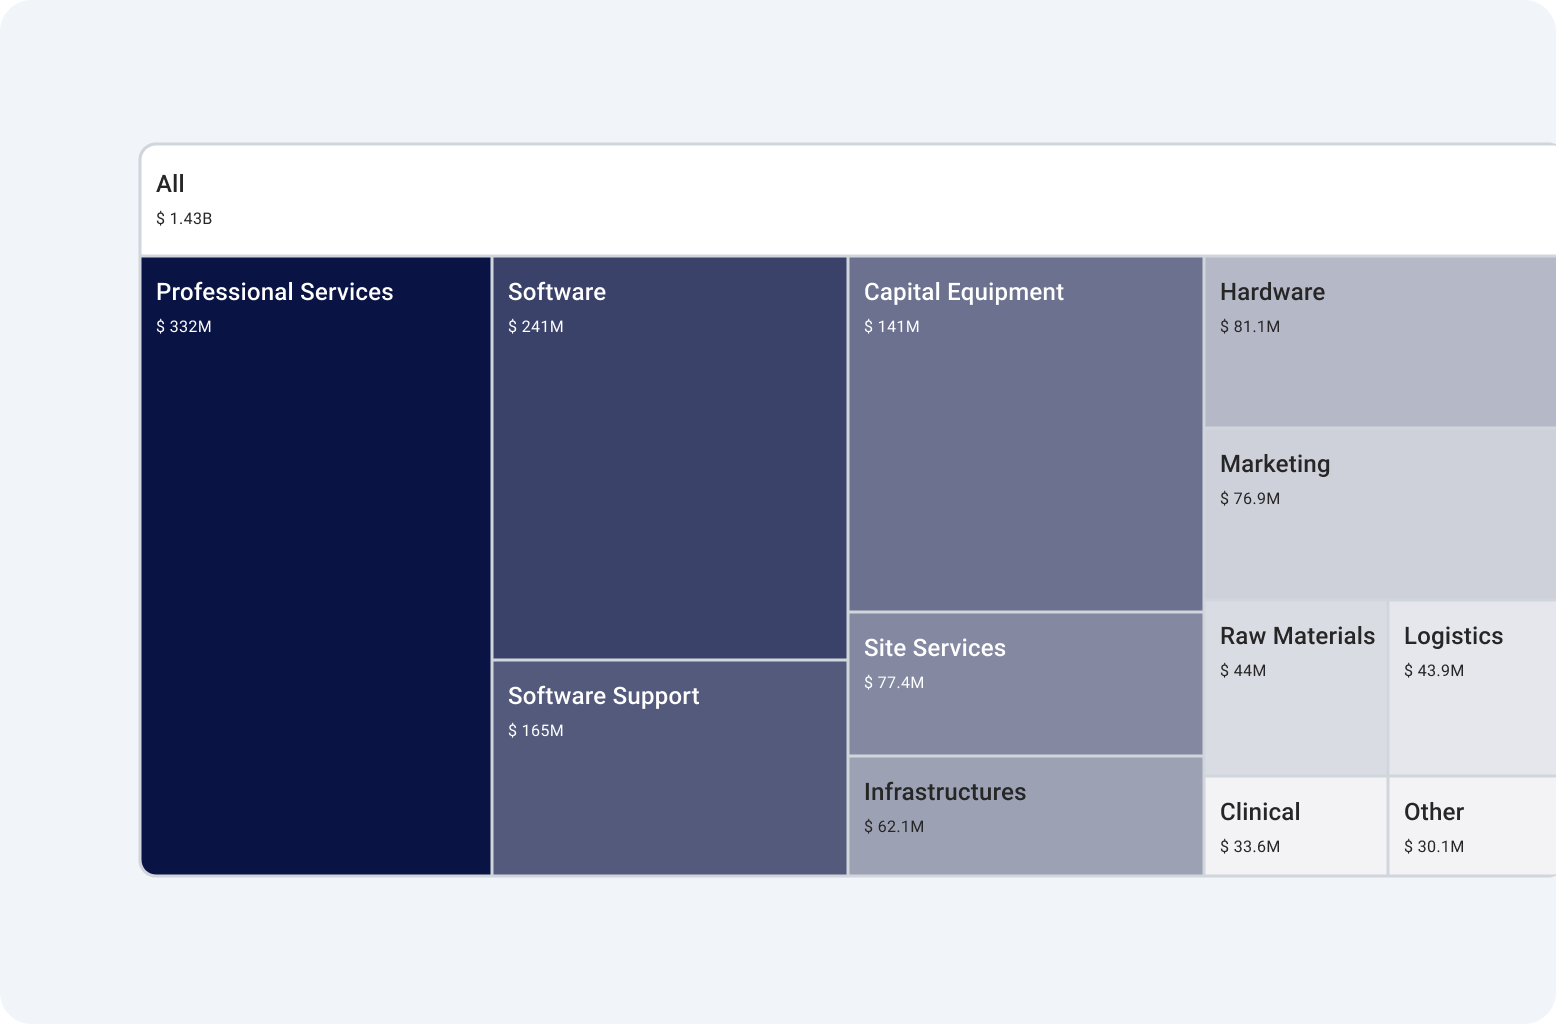 All
$ 1.43B
Professional Services
$ 332M
Software
$ 241M
Software Support
$ 165M
Capital Equipment
$ 141M
Site Services
$ 77.4M
Infrastructures
$ 62.1M
Hardware
$ 81.1M
Marketing
$ 76.9M
Raw Materials
$ 44M
Logistics
$ 43.9M
Clinical
$ 33.6M
Other
$ 30.1M